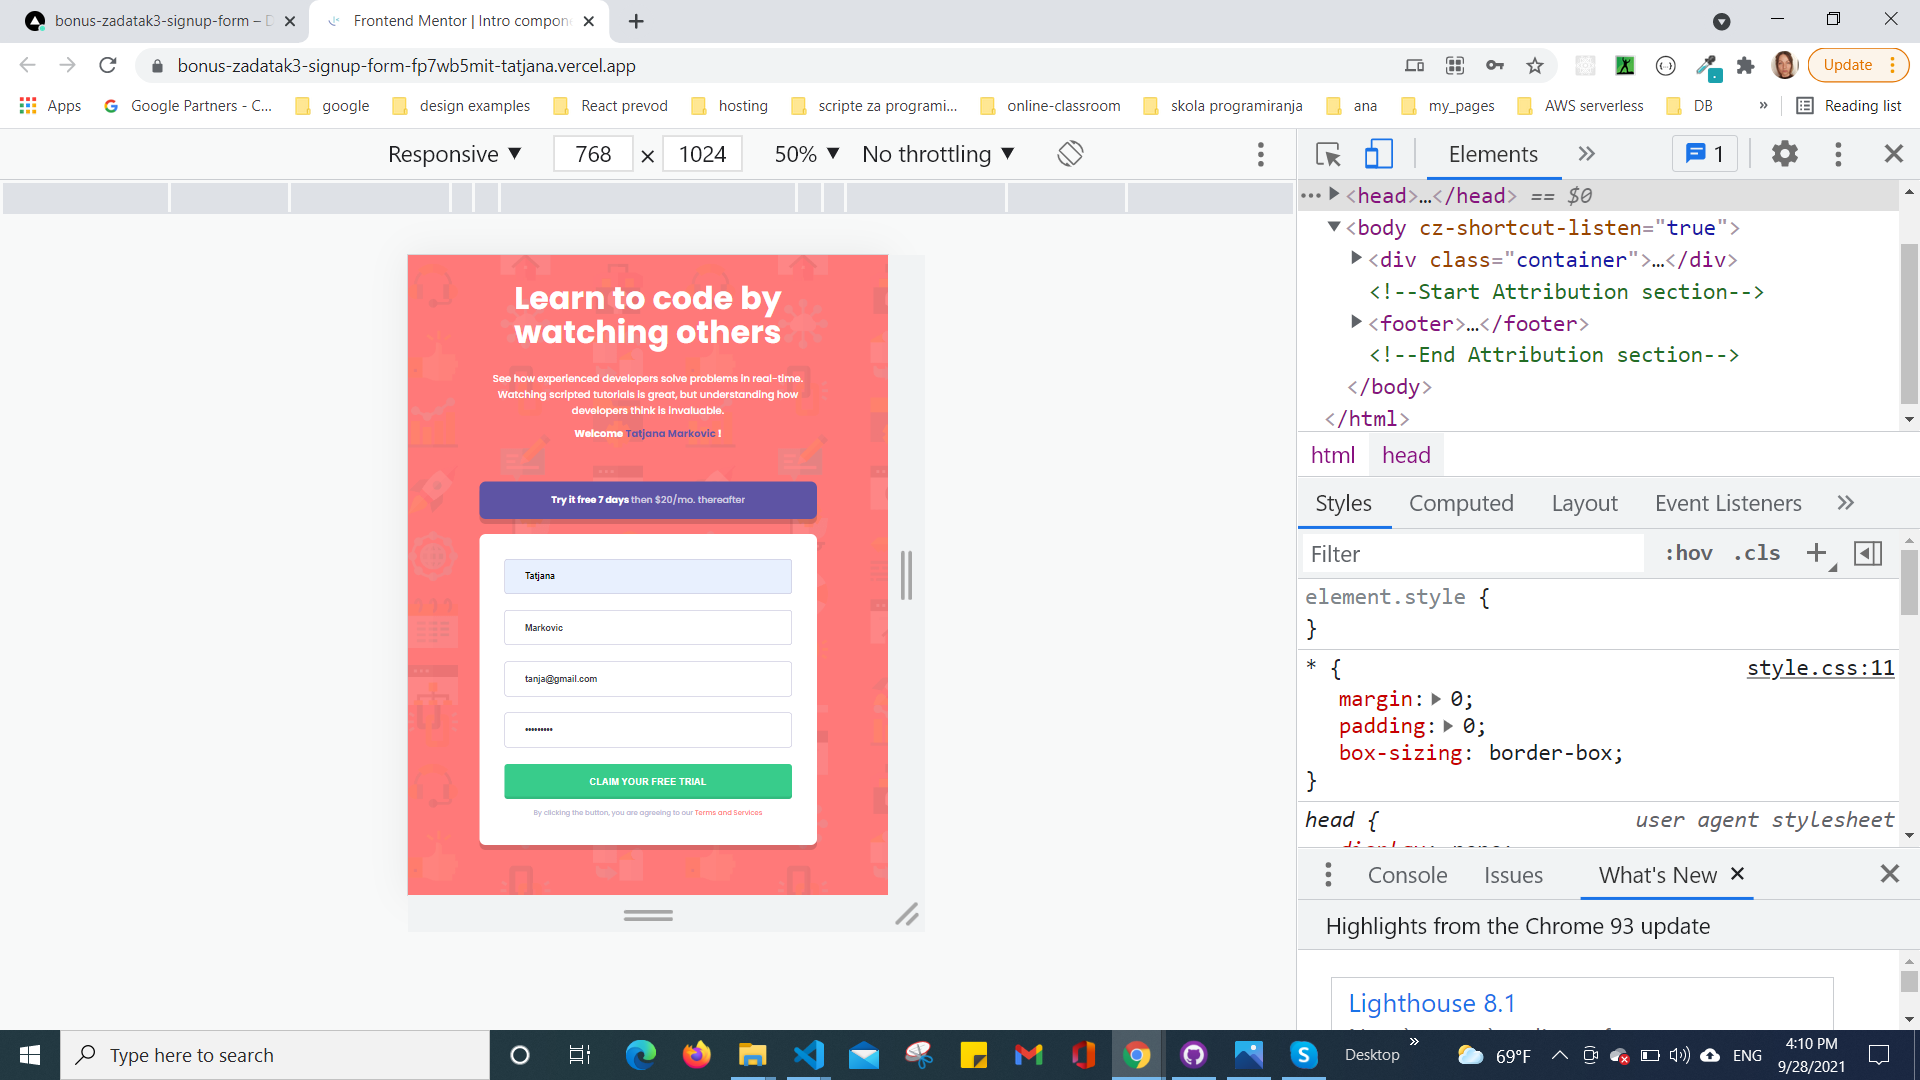 bonus-zadatak3-signup-form – D
Frontend Mentor | Intro compone
bonus-zadatak3-signup-form-fp7wb5mit-tatjana.vercel.app
Update
Apps
Google Partners - C...
google
design examples
React prevod
hosting
scripte za programi...
online-classroom
skola programiranja
ana
my_pages
AWS serverless
DB
»
Reading list
Responsive ▼ 768 × 1024 50% ▼ No throttling ▼
Elements » 1
<head>…</head> == $0
<body cz-shortcut-listen="true">
<div class="container">…</div>
<!--Start Attribution section-->
<footer>…</footer>
<!--End Attribution section-->
</body>
</html>
html head
Styles Computed Layout Event Listeners »
Filter :hov .cls +
element.style {
}
* { style.css:11
margin: 0;
padding: 0;
box-sizing: border-box;
}
head { user agent stylesheet
display: none;
Console Issues What's New
Highlights from the Chrome 93 update
Lighthouse 8.1
Learn to code by
watching others
See how experienced developers solve problems in real-time.
Watching scripted tutorials is great, but understanding how
developers think is invaluable.
Welcome Tatjana Markovic !
Try it free 7 days then $20/mo. thereafter
Tatjana
Markovic
tanja@gmail.com
•••••••••
CLAIM YOUR FREE TRIAL
By clicking the button, you are agreeing to our Terms and Services
Type here to search
Desktop »
69°F
ENG
4:10 PM
9/28/2021